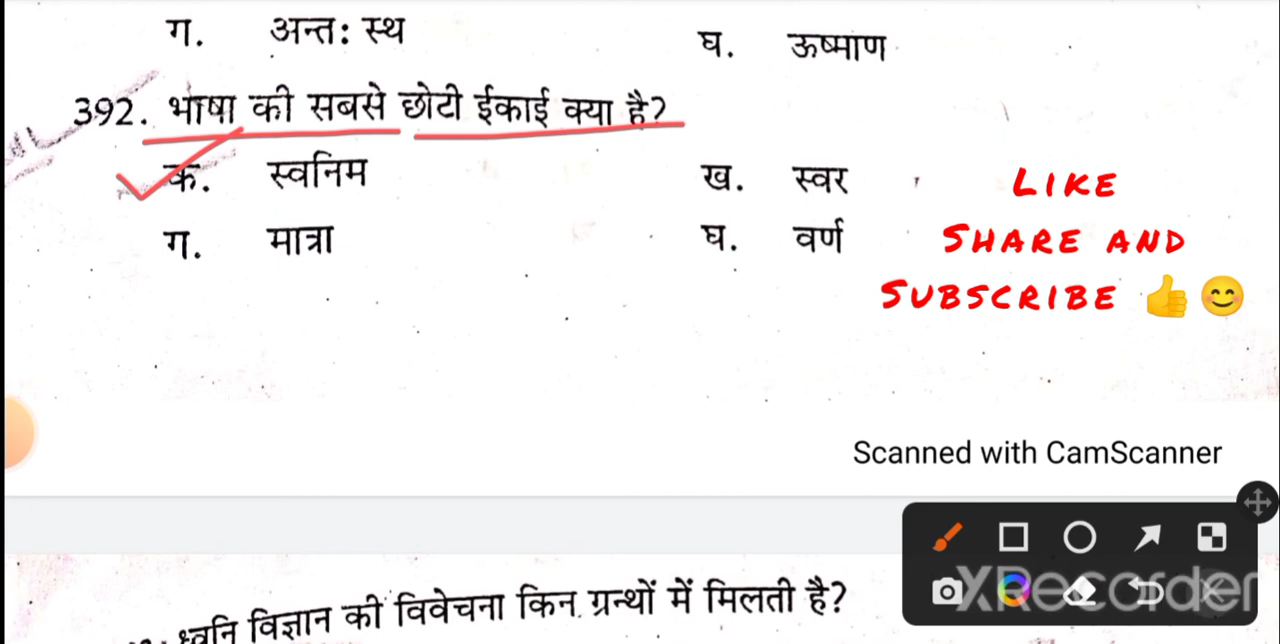 ग. अन्त: स्थ
घ. ऊष्माण
392. भाषा की सबसे छोटी ईकाई क्या है?
क. स्वनिम
ख. स्वर
ग. मात्रा
घ. वर्ण
LIKE
SHARE AND
SUBSCRIBE 👍😊
Scanned with CamScanner
ध्वनि विज्ञान की विवेचना किन ग्रन्थों में मिलती है?
XRecorder